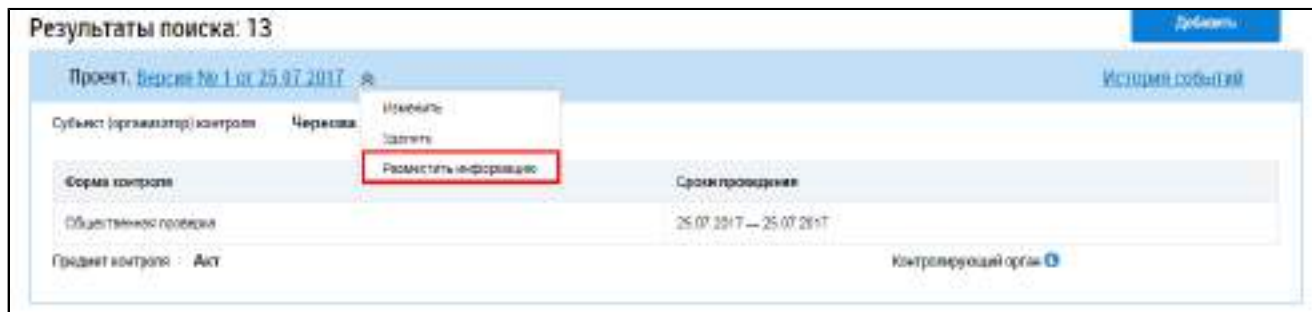 Результаты поиска: 13
Добавить
Проект, Версия № 1 от 25.07.2017
История событий
Изменить
Субъект (организатор) контроля
Удалить
Разместить информацию
Форма контроля
Сроки проведения
Общественная проверка
25.07.2017 — 25.07.2017
Предмет контроля Акт
Контролирующий орган